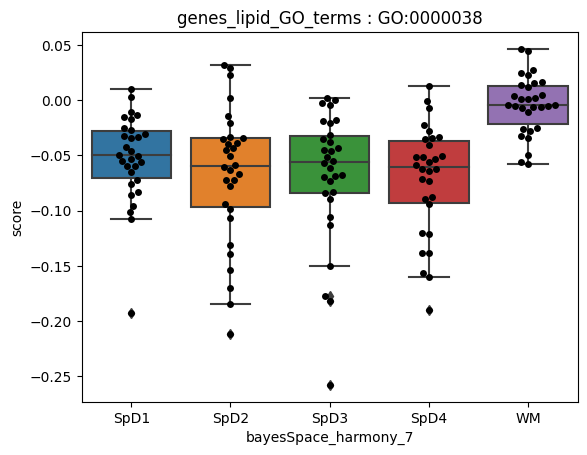 genes_lipid_GO_terms : GO:0000038
0.05
0.00
−0.05
−0.10
−0.15
−0.20
−0.25
score
SpD1 SpD2 SpD3 SpD4 WM
bayesSpace_harmony_7